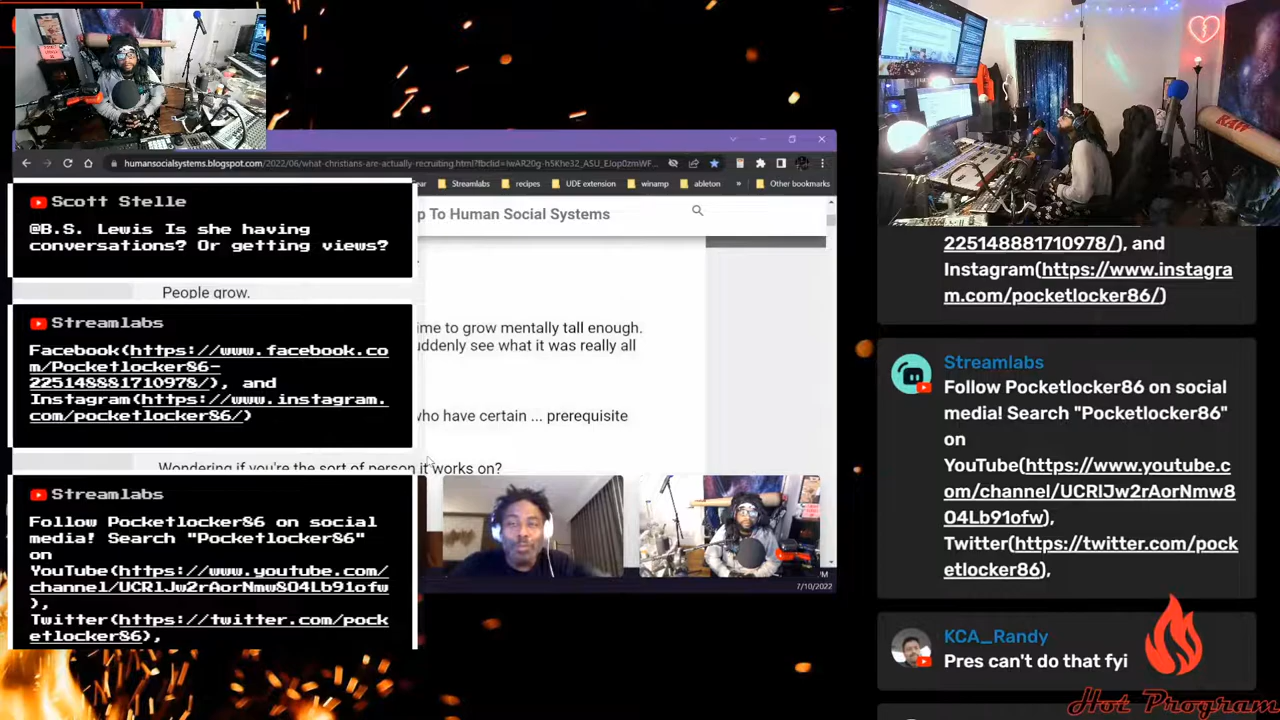 humansocialsystems.blogspot.com/2022/06/what-christians-are-actually-recruiting.html?fbclid=IwAR20g-h5Khe32_ASU_EJop0zmWF...
Streamlabs
recipes
UDE extension
winamp
ableton
»
Other bookmarks
p To Human Social Systems
People grow.
ime to grow mentally tall enough.
uddenly see what it was really all
who have certain ... prerequisite
Wondering if you're the sort of person it works on?
7/10/2022
Scott Stelle
@B.S. Lewis Is she having
conversations? Or getting views?
Streamlabs
Facebook(https://www.facebook.co
m/Pocketlocker86-
225148881710978/), and
Instagram(https://www.instagram.
com/pocketlocker86/)
Streamlabs
Follow Pocketlocker86 on social
media! Search "Pocketlocker86"
on
YouTube(https://www.youtube.com/
channel/UCRlJw2rAorNmw8O4Lb91ofw
),
Twitter(https://twitter.com/pock
etlocker86),
RAW
225148881710978/), and
Instagram(https://www.instagra
m.com/pocketlocker86/)
Streamlabs
Follow Pocketlocker86 on social
media! Search "Pocketlocker86"
on
YouTube(https://www.youtube.c
om/channel/UCRlJw2rAorNmw8
O4Lb91ofw),
Twitter(https://twitter.com/pock
etlocker86),
KCA_Randy
Pres can't do that fyi
Hot Program